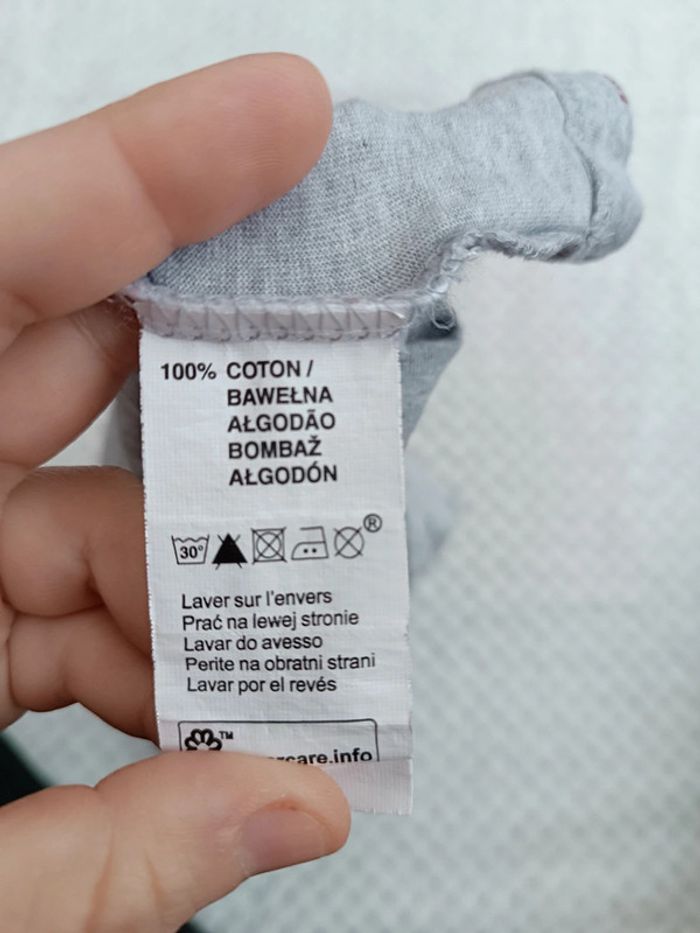 100% COTON /
BAWEŁNA
AŁGODÃO
BOMBAŽ
AŁGODÓN
30°
®
Laver sur l'envers
Prać na lewej stronie
Lavar do avesso
Perite na obratni strani
Lavar por el revés
TM